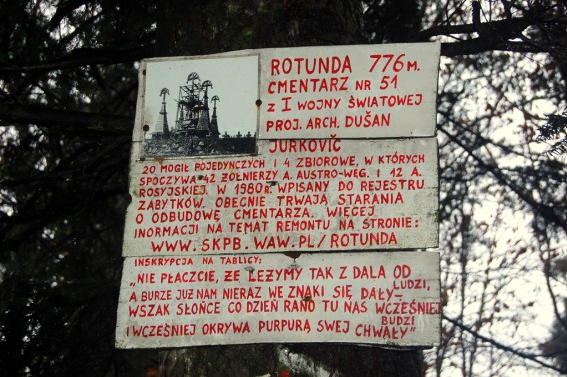 ROTUNDA 776M.
CMENTARZ NR 51
Z I WOJNY ŚWIATOWEJ
PROJ. ARCH. DUŠAN
JURKOVIČ
20 MOGIŁ POJEDYNCZYCH I 4 ZBIOROWE, W KTÓRYCH
SPOCZYWA 42 ŻOŁNIERZY A. AUSTRO-WĘG. I 12 A.
ROSYJSKIEJ. W 1980R. WPISANY DO REJESTRU
ZABYTKÓW. OBECNIE TRWAJĄ STARANIA
O ODBUDOWĘ CMENTARZA. WIĘCEJ
INORMACJI NA TEMAT REMONTU NA STRONIE:
WWW.SKPB.WAW.PL/ROTUNDA
INSKRYPCJA NA TABLICY:
„NIE PŁACZCIE, ŻE LEŻYMY TAK Z DALA OD LUDZI,
A BURZE JUŻ NAM NIERAZ WE ZNAKI SIĘ DAŁY-
WSZAK SŁOŃCE CO DZIEŃ RANO TU NAS WCZEŚNIEJ BUDZI
I WCZEŚNIEJ OKRYWA PURPURĄ SWEJ CHWAŁY"